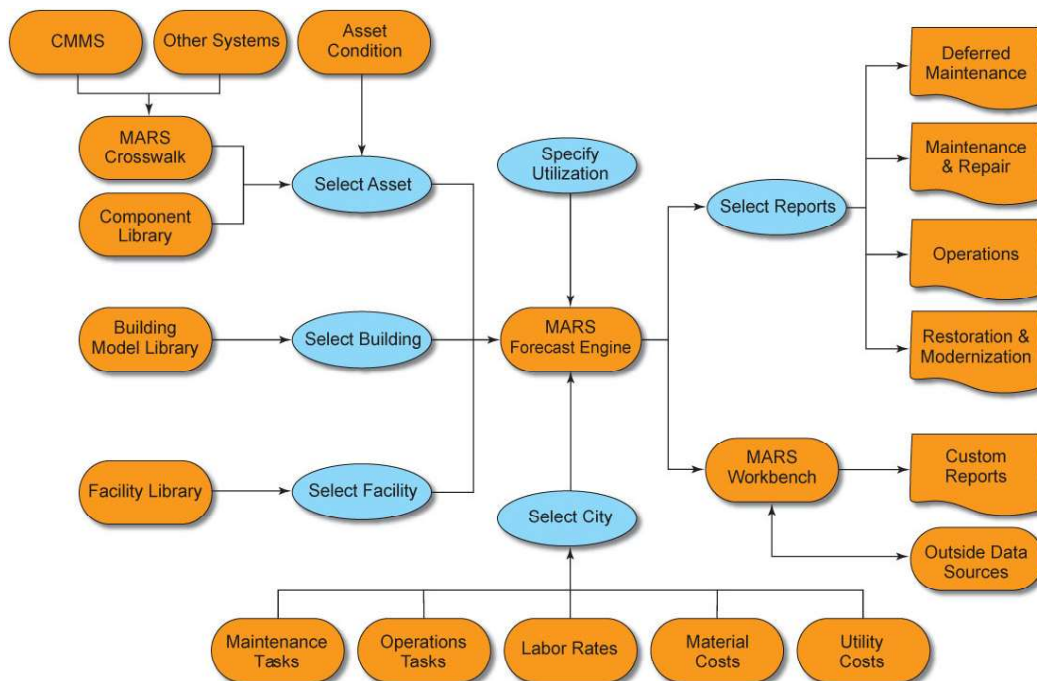 CMMS
Other Systems
Asset
Condition
Deferred
Maintenance
MARS
Crosswalk
Maintenance
& Repair
Select Asset
Specify
Utilization
Select Reports
Component
Library
Operations
Building
Model Library
Select Building
MARS
Forecast Engine
Restoration &
Modernization
MARS
Workbench
Custom
Reports
Facility Library
Select Facility
Select City
Outside Data
Sources
Maintenance
Tasks
Operations
Tasks
Labor Rates
Material
Costs
Utility
Costs